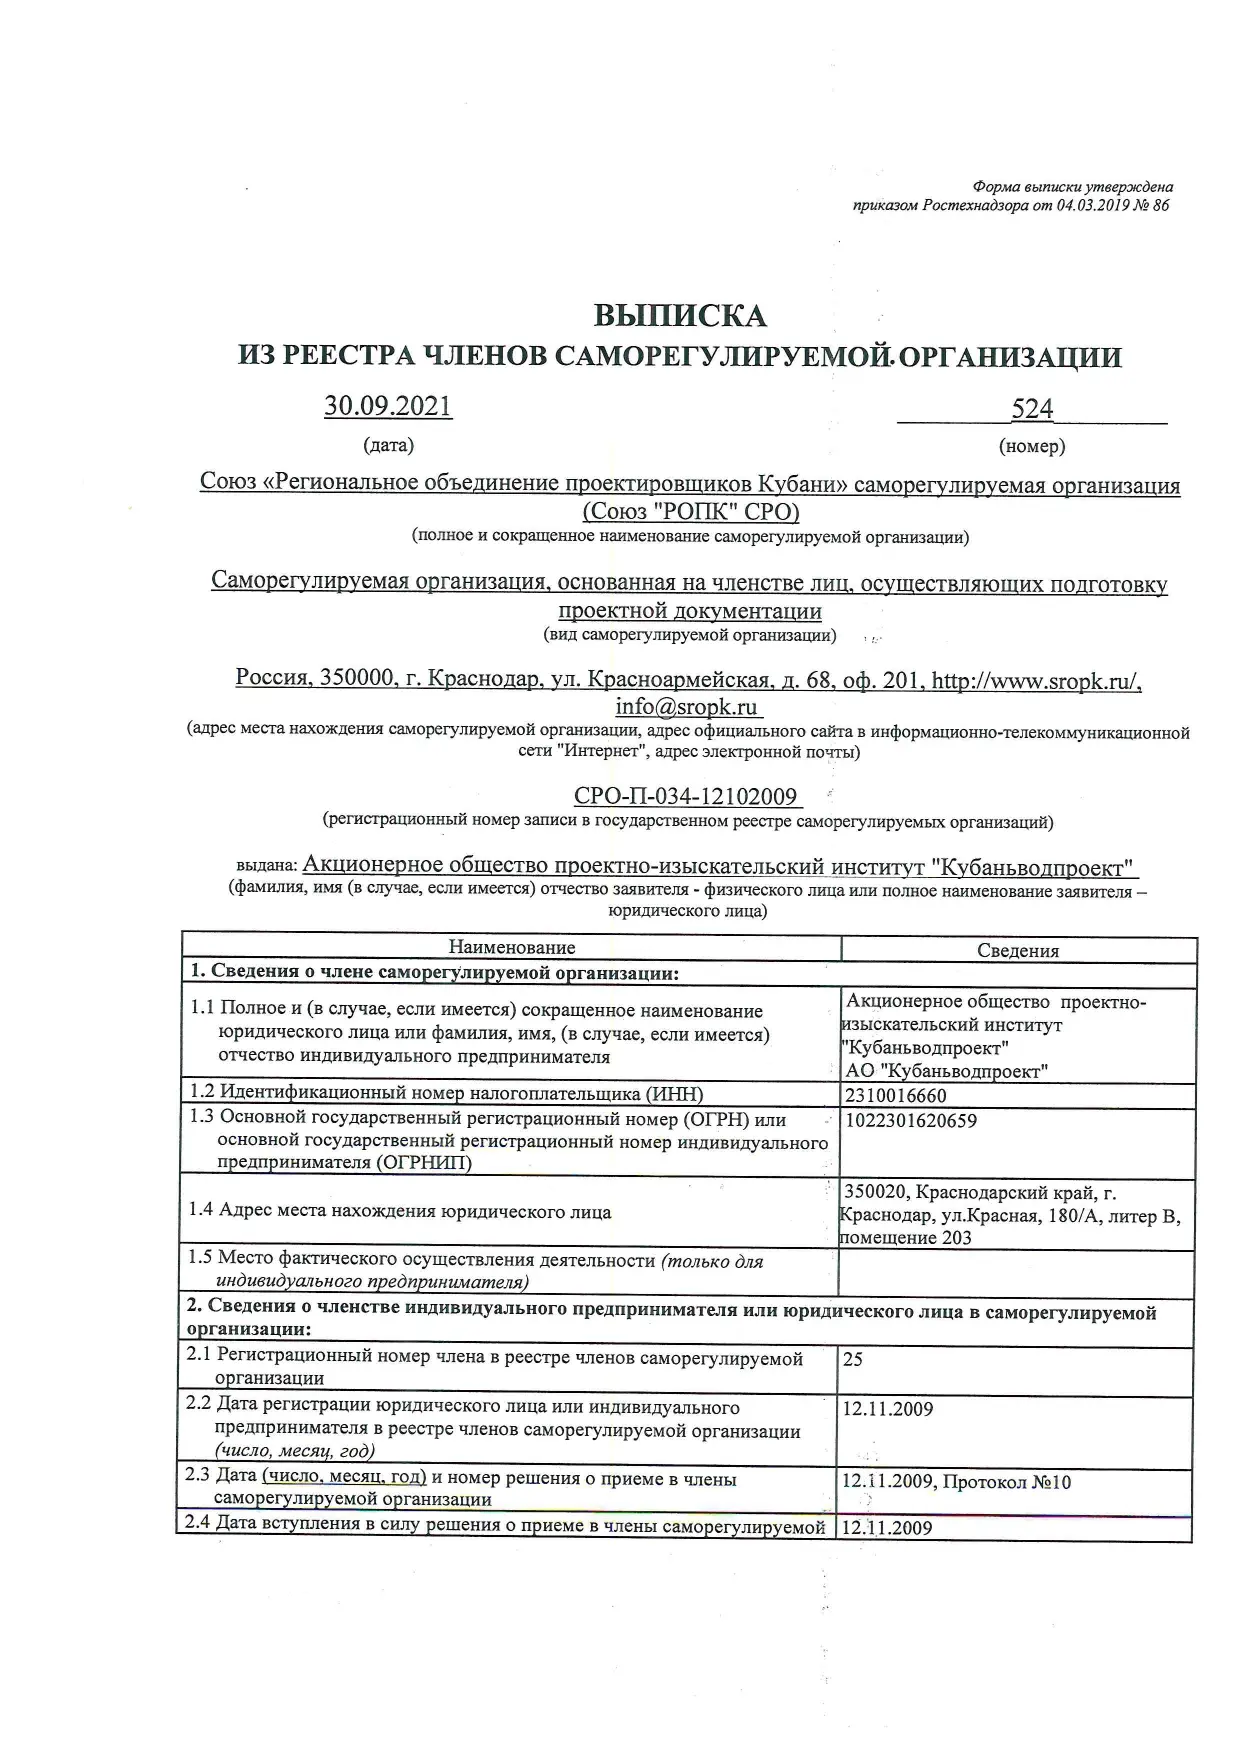 Форма выписки утверждена
приказом Ростехнадзора от 04.03.2019 № 86
ВЫПИСКА
ИЗ РЕЕСТРА ЧЛЕНОВ САМОРЕГУЛИРУЕМОЙ ОРГАНИЗАЦИИ
30.09.2021 524
(дата) (номер)
Союз «Региональное объединение проектировщиков Кубани» саморегулируемая организация
(Союз "РОПК" СРО)
(полное и сокращенное наименование саморегулируемой организации)
Саморегулируемая организация, основанная на членстве лиц, осуществляющих подготовку
проектной документации
(вид саморегулируемой организации)
Россия, 350000, г. Краснодар, ул. Красноармейская, д. 68, оф. 201, http://www.sropk.ru/,
info@sropk.ru
(адрес места нахождения саморегулируемой организации, адрес официального сайта в информационно-телекоммуникационной
сети "Интернет", адрес электронной почты)
СРО-П-034-12102009
(регистрационный номер записи в государственном реестре саморегулируемых организаций)
выдана: Акционерное общество проектно-изыскательский институт "Кубаньводпроект"
(фамилия, имя (в случае, если имеется) отчество заявителя - физического лица или полное наименование заявителя –
юридического лица)
Наименование Сведения
1. Сведения о члене саморегулируемой организации:
1.1 Полное и (в случае, если имеется) сокращенное наименование
юридического лица или фамилия, имя, (в случае, если имеется)
отчество индивидуального предпринимателя
Акционерное общество проектно-
изыскательский институт
"Кубаньводпроект"
АО "Кубаньводпроект"
1.2 Идентификационный номер налогоплательщика (ИНН) 2310016660
1.3 Основной государственный регистрационный номер (ОГРН) или 1022301620659
основной государственный регистрационный номер индивидуального
предпринимателя (ОГРНИП)
1.4 Адрес места нахождения юридического лица
350020, Краснодарский край, г.
Краснодар, ул.Красная, 180/А, литер В,
помещение 203
1.5 Место фактического осуществления деятельности (только для
индивидуального предпринимателя)
2. Сведения о членстве индивидуального предпринимателя или юридического лица в саморегулируемой
организации:
2.1 Регистрационный номер члена в реестре членов саморегулируемой 25
организации
2.2 Дата регистрации юридического лица или индивидуального 12.11.2009
предпринимателя в реестре членов саморегулируемой организации
(число, месяц, год)
2.3 Дата (число, месяц, год) и номер решения о приеме в члены 12.11.2009, Протокол №10
саморегулируемой организации
2.4 Дата вступления в силу решения о приеме в члены саморегулируемой 12.11.2009